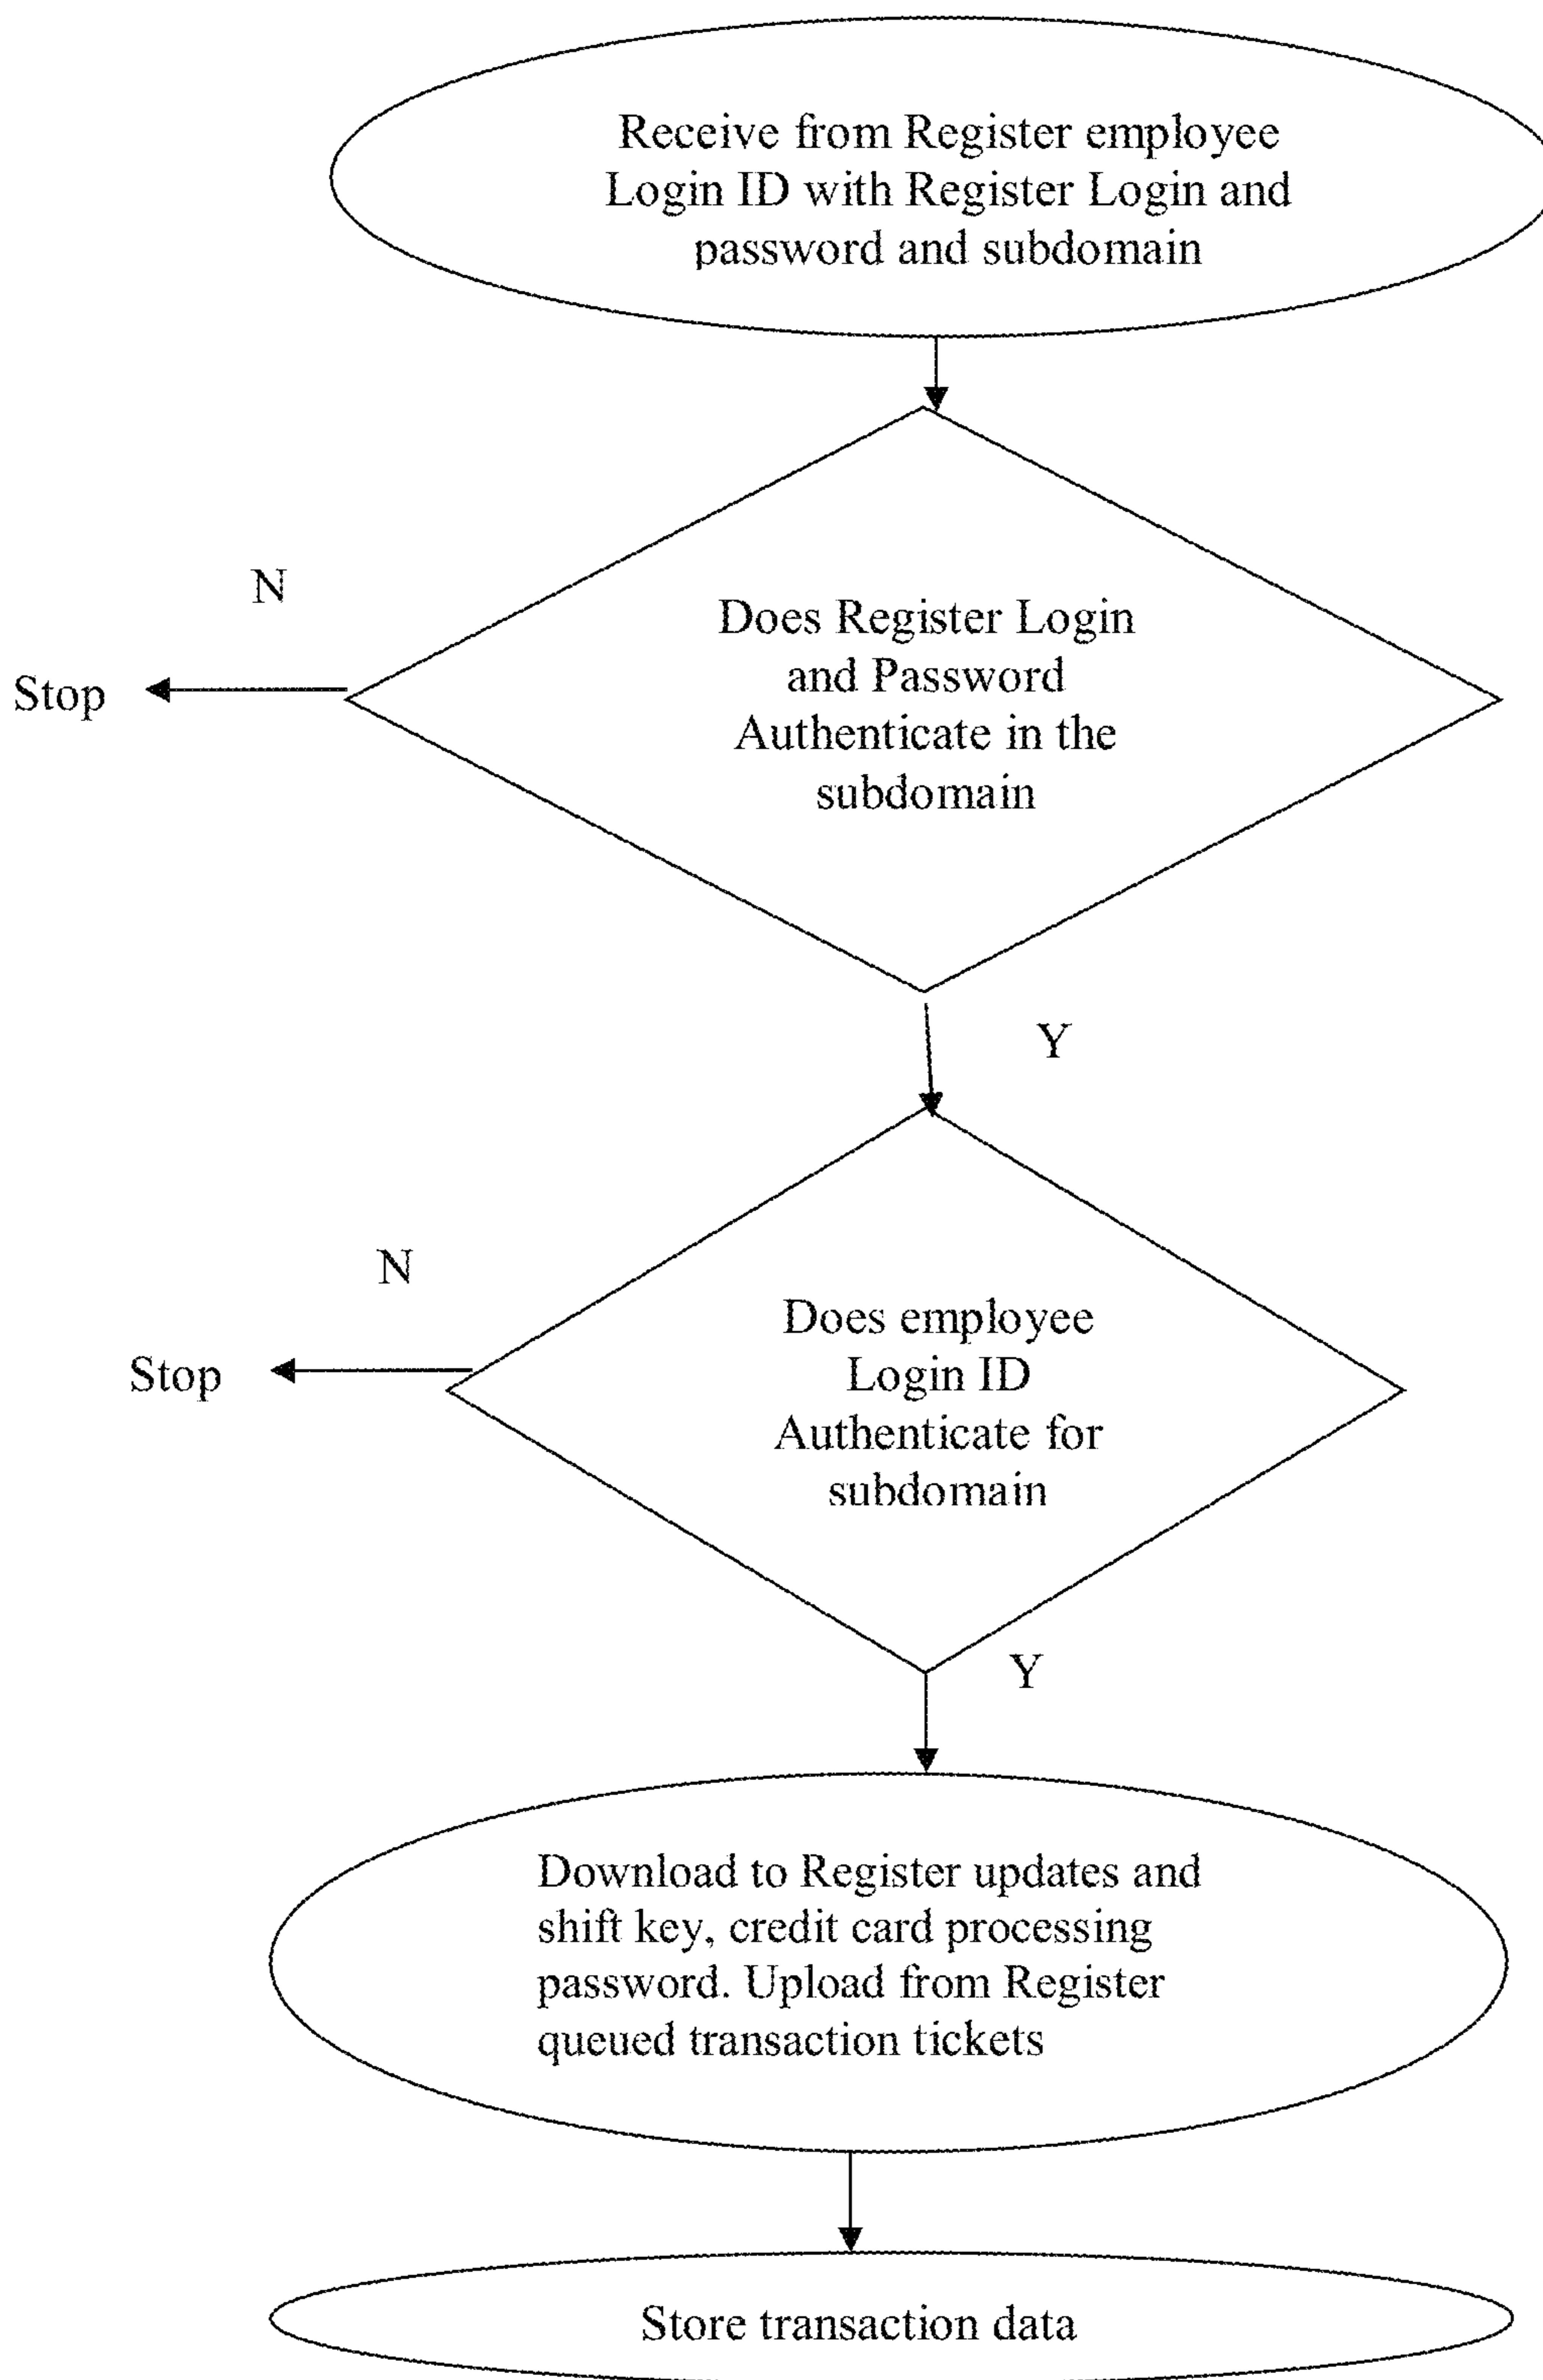 Receive from Register employee
Login ID with Register Login and
password and subdomain
N
Does Register Login
and Password
Authenticate in the
subdomain
Stop
Y
N
Does employee
Login ID
Authenticate for
subdomain
Stop
Y
Download to Register updates and
shift key, credit card processing
password. Upload from Register
queued transaction tickets
Store transaction data